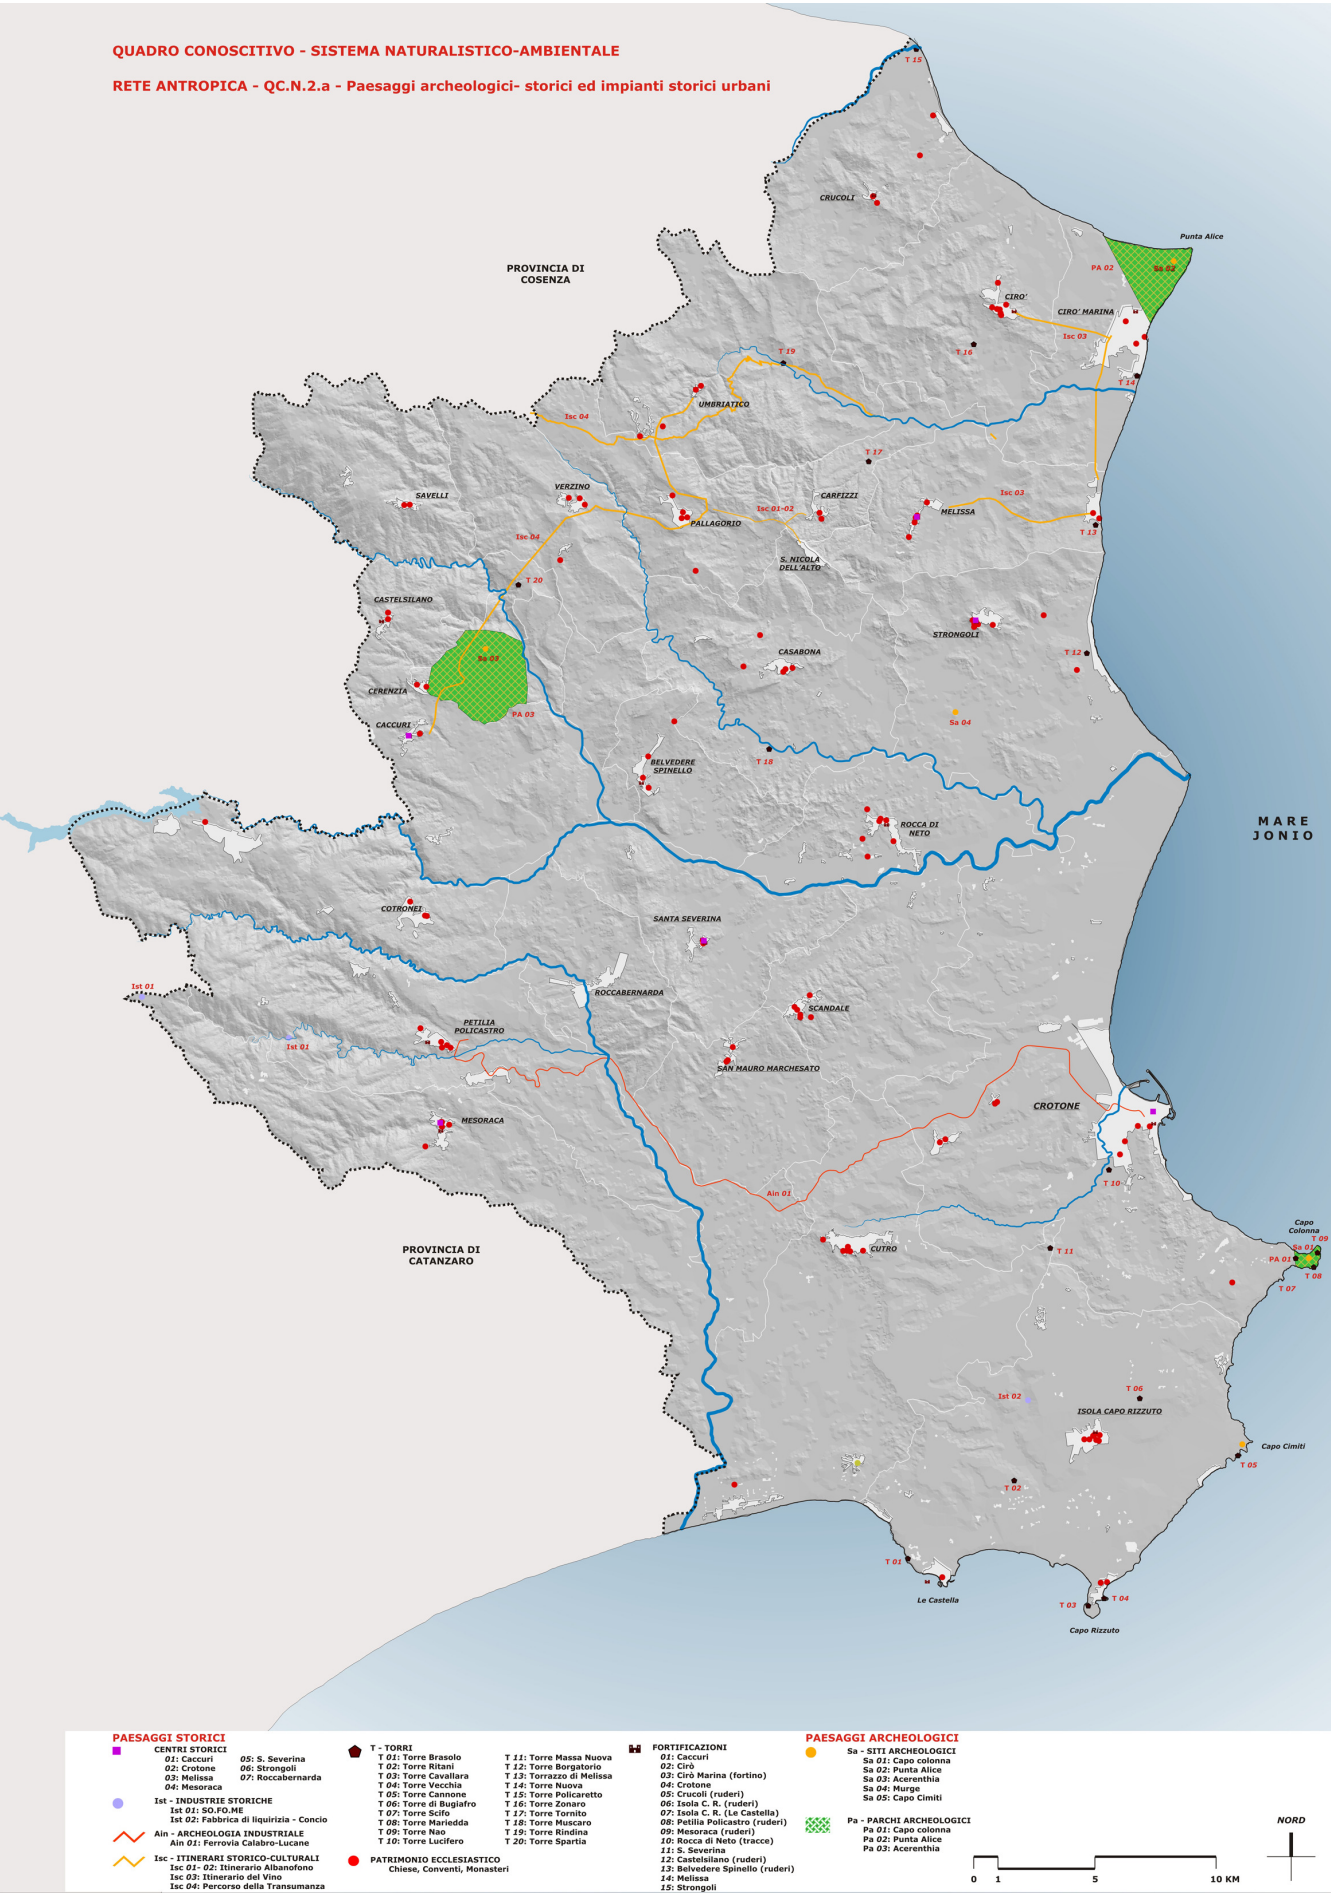 QUADRO CONOSCITIVO - SISTEMA NATURALISTICO-AMBIENTALE
RETE ANTROPICA - QC.N.2.a - Paesaggi archeologici- storici ed impianti storici urbani
T 15
CRUCOLI
Punta Alice
PROVINCIA DI
COSENZA
PA 02
Sa 02
CIRO'
CIRO' MARINA
Isc 03
T 16
T 19
T 14
UMBRIATICO
Isc 04
T 17
SAVELLI
VERZINO
CARFIZZI
Isc 03
PALLAGORIO
Isc 01-02
MELISSA
T 13
Isc 04
S. NICOLA
DELL'ALTO
T 20
CASTELSILANO
STRONGOLI
Sa 03
CASABONA
T 12
CERENZIA
PA 03
Sa 04
CACCURI
BELVEDERE
SPINELLO
T 18
ROCCA DI
NETO
MARE
JONIO
COTRONEI
SANTA SEVERINA
Ist 01
ROCCABERNARDA
SCANDALE
PETILIA
POLICASTRO
Ist 01
SAN MAURO MARCHESATO
CROTONE
MESORACA
T 10
Ain 01
Capo
Colonna
PROVINCIA DI
CATANZARO
CUTRO
T 11
T 09
Sa 01
PA 01
T 08
T 07
T 06
Ist 02
ISOLA CAPO RIZZUTO
Capo Cimiti
T 05
T 02
T 01
Le Castella
T 03
T 04
Capo Rizzuto
PAESAGGI STORICI
CENTRI STORICI
01: Caccuri
02: Crotone
03: Melissa
04: Mesoraca
05: S. Severina
06: Strongoli
07: Roccabernarda
Ist - INDUSTRIE STORICHE
Ist 01: SO.FO.ME
Ist 02: Fabbrica di liquirizia - Concio
Ain - ARCHEOLOGIA INDUSTRIALE
Ain 01: Ferrovia Calabro-Lucane
Isc - ITINERARI STORICO-CULTURALI
Isc 01- 02: Itinerario Albanofono
Isc 03: Itinerario del Vino
Isc 04: Percorso della Transumanza
T - TORRI
T 01: Torre Brasolo
T 02: Torre Ritani
T 03: Torre Cavallara
T 04: Torre Vecchia
T 05: Torre Cannone
T 06: Torre di Bugiafro
T 07: Torre Scifo
T 08: Torre Mariedda
T 09: Torre Nao
T 10: Torre Lucifero
T 11: Torre Massa Nuova
T 12: Torre Borgatorio
T 13: Torrazzo di Melissa
T 14: Torre Nuova
T 15: Torre Policaretto
T 16: Torre Zonaro
T 17: Torre Tornito
T 18: Torre Muscaro
T 19: Torre Rindina
T 20: Torre Spartia
PATRIMONIO ECCLESIASTICO
Chiese, Conventi, Monasteri
FORTIFICAZIONI
01: Caccuri
02: Cirò
03: Cirò Marina (fortino)
04: Crotone
05: Crucoli (ruderi)
06: Isola C. R. (ruderi)
07: Isola C. R. (Le Castella)
08: Petilia Policastro (ruderi)
09: Mesoraca (ruderi)
10: Rocca di Neto (tracce)
11: S. Severina
12: Castelsilano (ruderi)
13: Belvedere Spinello (ruderi)
14: Melissa
15: Strongoli
PAESAGGI ARCHEOLOGICI
Sa - SITI ARCHEOLOGICI
Sa 01: Capo colonna
Sa 02: Punta Alice
Sa 03: Acerenthia
Sa 04: Murge
Sa 05: Capo Cimiti
Pa - PARCHI ARCHEOLOGICI
Pa 01: Capo colonna
Pa 02: Punta Alice
Pa 03: Acerenthia
NORD
0 1 5 10 KM